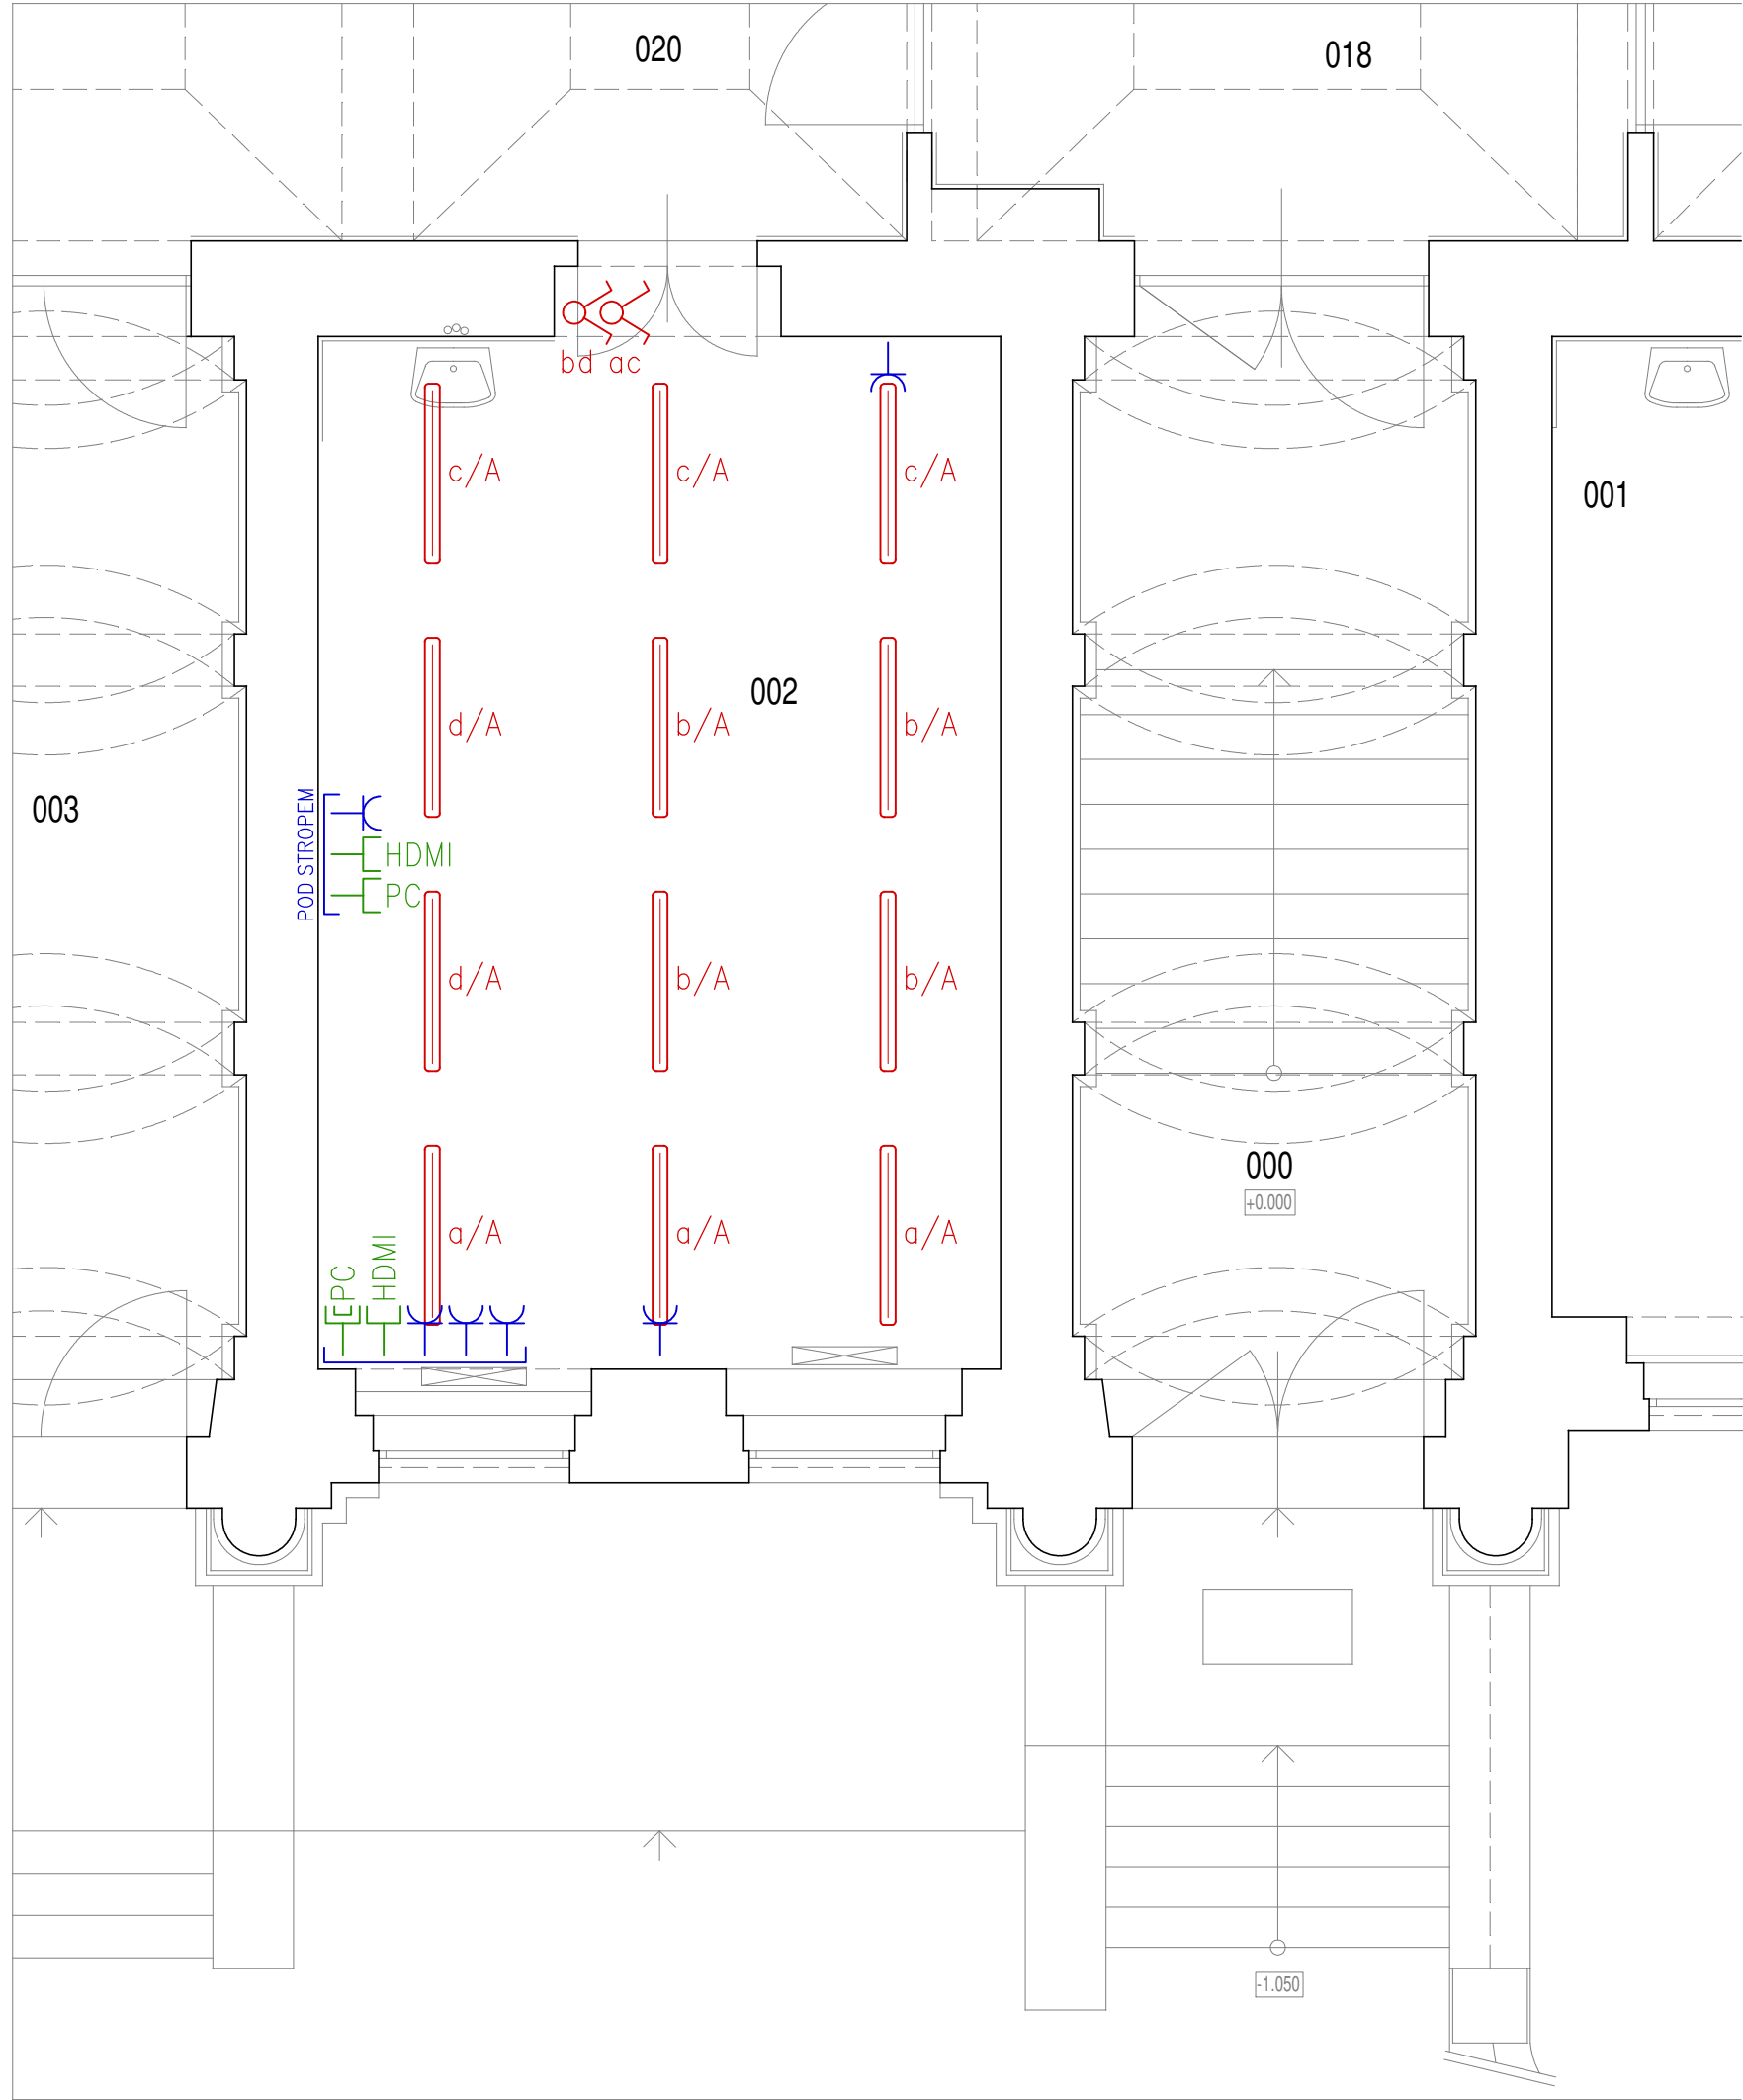 020
018
bd ac
c/A
c/A
c/A
001
002
d/A
b/A
b/A
003
POD STROPEM
HDMI
PC
d/A
b/A
b/A
000
+0.000
a/A
a/A
a/A
PC
HDMI
-1.050